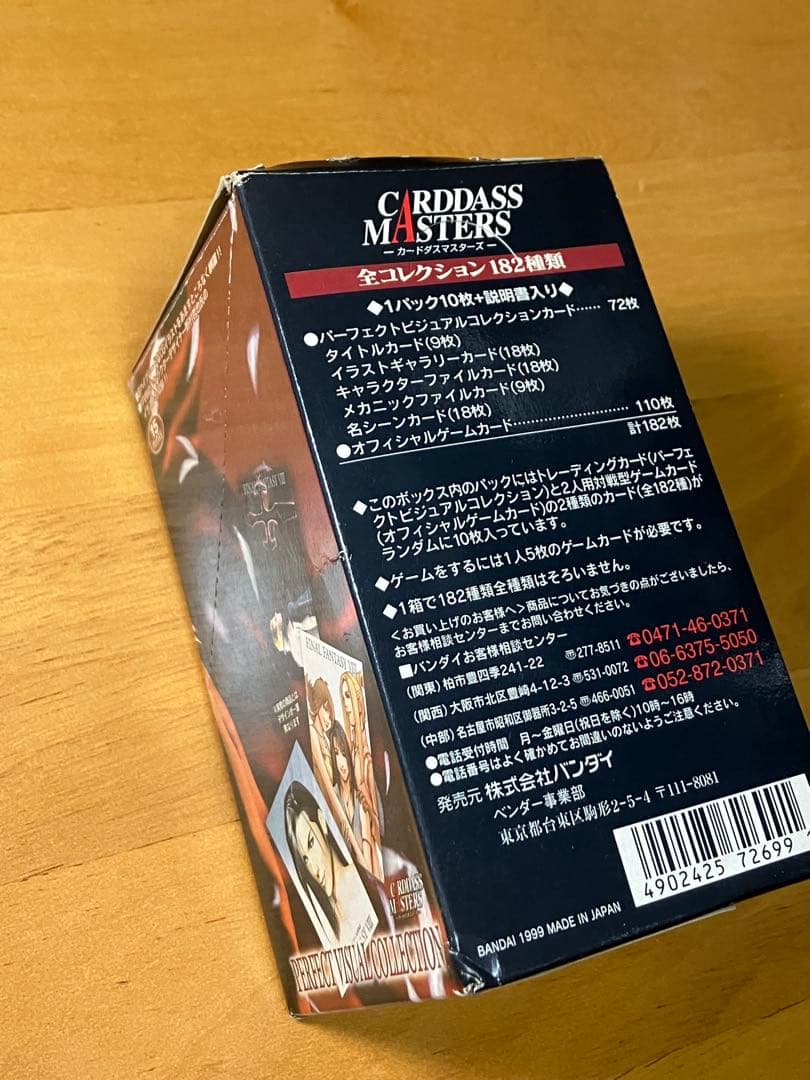 CARDDASS
MASTERS
ーカードダスマスターズー
全コレクション182種類
◆1パック10枚+説明書入り◆
●パーフェクトビジュアルコレクションカード…… 72枚
タイトルカード(9枚)
イラストギャラリーカード(18枚)
キャラクターファイルカード(18枚)
メカニックファイルカード(9枚)
名シーンカード(18枚)
●オフィシャルゲームカード…………………… 110枚
計182枚
◆このボックス内のパックにはトレーディングカード(パーフェ
クトビジュアルコレクション)と2人用対戦型ゲームカード
(オフィシャルゲームカード)の2種類のカード(全182種)が
ランダムに10枚入っています。
◆ゲームをするには1人5枚のゲームカードが必要です。
◆1箱で182種類全種類はそろいません。
<お買い上げのお客様へ>商品についてお気づきの点がございましたら、
お客様相談センターまでお問い合わせください。
■バンダイお客様相談センター
(関東)柏市豊四季241-22 〠277-8511 ☎0471-46-0371
(関西)大阪市北区豊崎4-12-3 〠531-0072 ☎06-6375-5050
(中部)名古屋市昭和区御器所3-2-5 〠466-0051 ☎052-872-0371
●電話受付時間 月〜金曜日(祝日を除く)10時〜16時
●電話番号はよく確かめてお間違いのないようご注意ください。
発売元 株式会社バンダイ
ベンダー事業部
東京都台東区駒形2-5-4 〒111-8081
4902425 72699
BANDAI 1999 MADE IN JAPAN
FINAL FANTASY VIII
FINAL FANTASY VIII
CARDDASS
MASTERS
PERFECT VISUAL COLLECTION